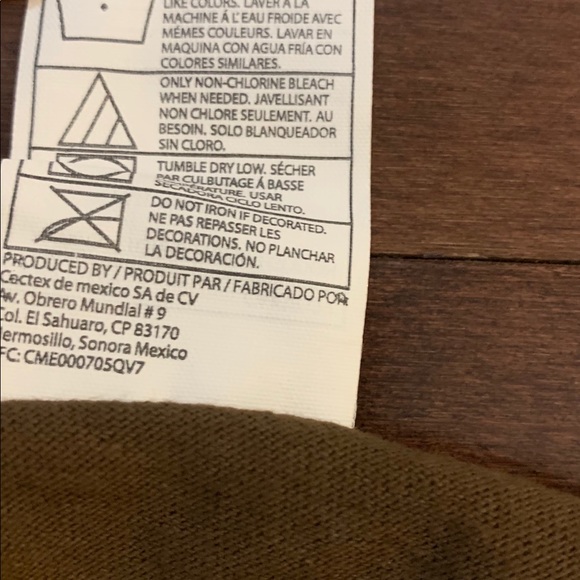 LIKE COLORS. LAVER À LA
MACHINE Á L'EAU FROIDE AVEC
MÉMES COULEURS. LAVAR EN
MAQUINA CON AGUA FRÍA CON
COLORES SIMILARES.
ONLY NON-CHLORINE BLEACH
WHEN NEEDED. JAVELLISANT
NON CHLORE SEULEMENT. AU
BESOIN. SOLO BLANQUEADOR
SIN CLORO.
TUMBLE DRY LOW. SÉCHER
PAR CULBUTAGE Á BASSE
SECADORA CICLO LENTO.
DO NOT IRON IF DECORATED.
NE PAS REPASSER LES
DECORATIONS. NO PLANCHAR
LA DECORACIÓN.
PRODUCED BY / PRODUIT PAR / FABRICADO POR:
Cectex de mexico SA de CV
Av. Obrero Mundial # 9
Col. El Sahuaro, CP 83170
Hermosillo, Sonora Mexico
FC: CME000705QV7